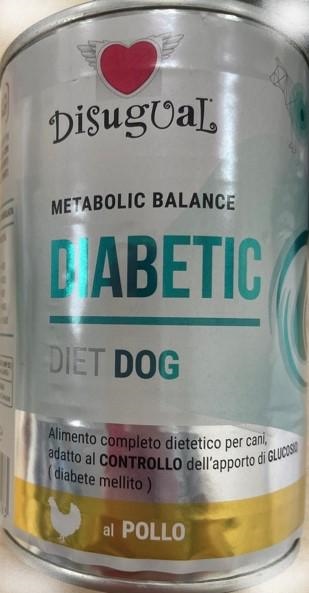 DisuguaL
METABOLIC BALANCE
DIABETIC
DIET DOG
Alimento completo dietetico per cani,
adatto al CONTROLLO dell'apporto di GLUCOSIO
( diabete mellito )
al POLLO